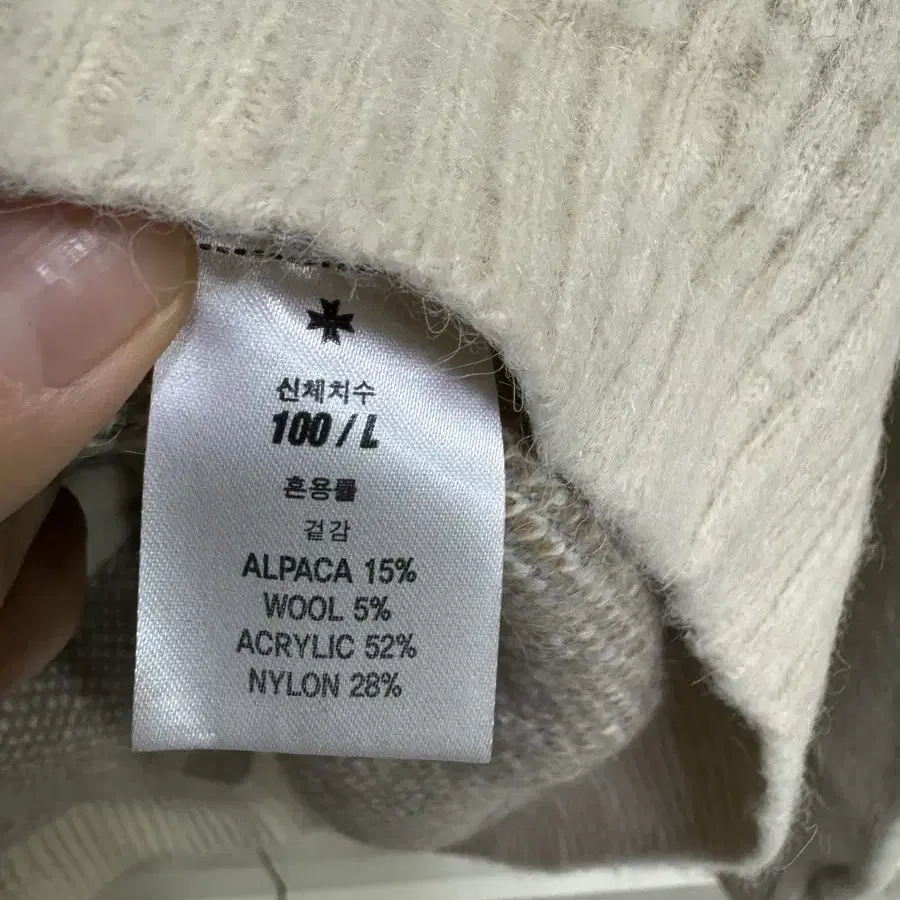 신체치수
100 / L
혼용률
겉감
ALPACA 15%
WOOL 5%
ACRYLIC 52%
NYLON 28%